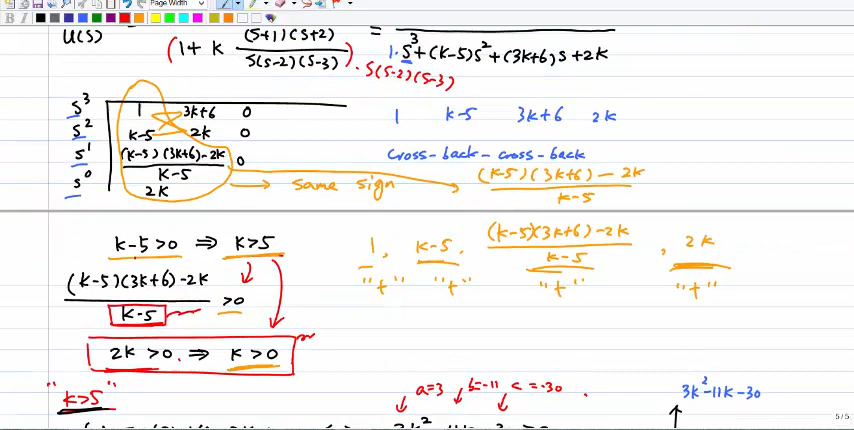 Page Width
B I
U(s) = (1 + k (s+1)(s+2) / s(s-2)(s-3)) · s(s-2)(s-3) =
1·s³+(k-5)s²+(3k+6)s+2k
s³ 1 3k+6 0
s² k-5 2k 0
s¹ (k-5)(3k+6)-2k / k-5 0
s⁰ 2k
1 k-5 3k+6 2k
cross-back-cross-back
→ same sign → (k-5)(3k+6)-2k / k-5
k-5>0 ⇒ k>5
1, k-5, (k-5)(3k+6)-2k / k-5, 2k
"+" "+" "+" "+"
(k-5)(3k+6)-2k / k-5 >0
2k>0. ⇒ k>0
"k>5"
a=3 b=-11 c=-30
3k²-11k-30
5/5